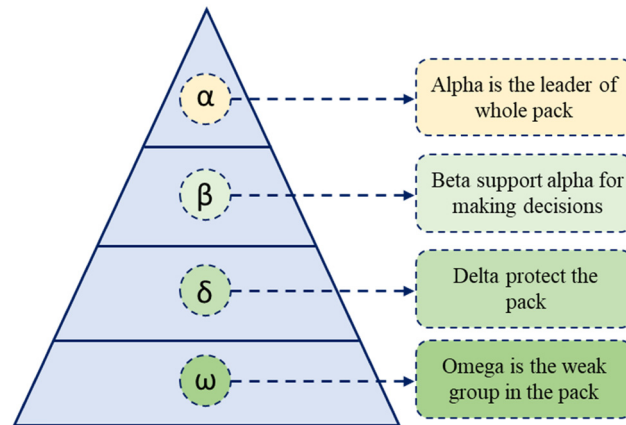 α
Alpha is the leader of
whole pack
β
Beta support alpha for
making decisions
δ
Delta protect the
pack
ω
Omega is the weak
group in the pack